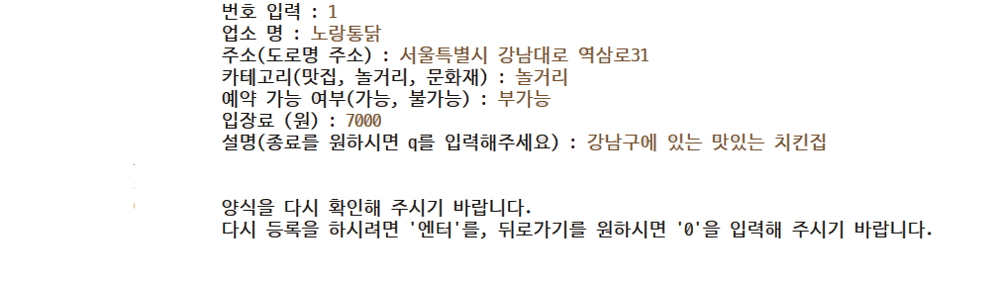 번호 입력 : 1
업소 명 : 노랑통닭
주소(도로명 주소) : 서울특별시 강남대로 역삼로31
카테고리(맛집, 놀거리, 문화재) : 놀거리
예약 가능 여부(가능, 불가능) : 부가능
입장료 (원) : 7000
설명(종료를 원하시면 q를 입력해주세요) : 강남구에 있는 맛있는 치킨집
양식을 다시 확인해 주시기 바랍니다.
다시 등록을 하시려면 '엔터'를, 뒤로가기를 원하시면 '0'을 입력해 주시기 바랍니다.